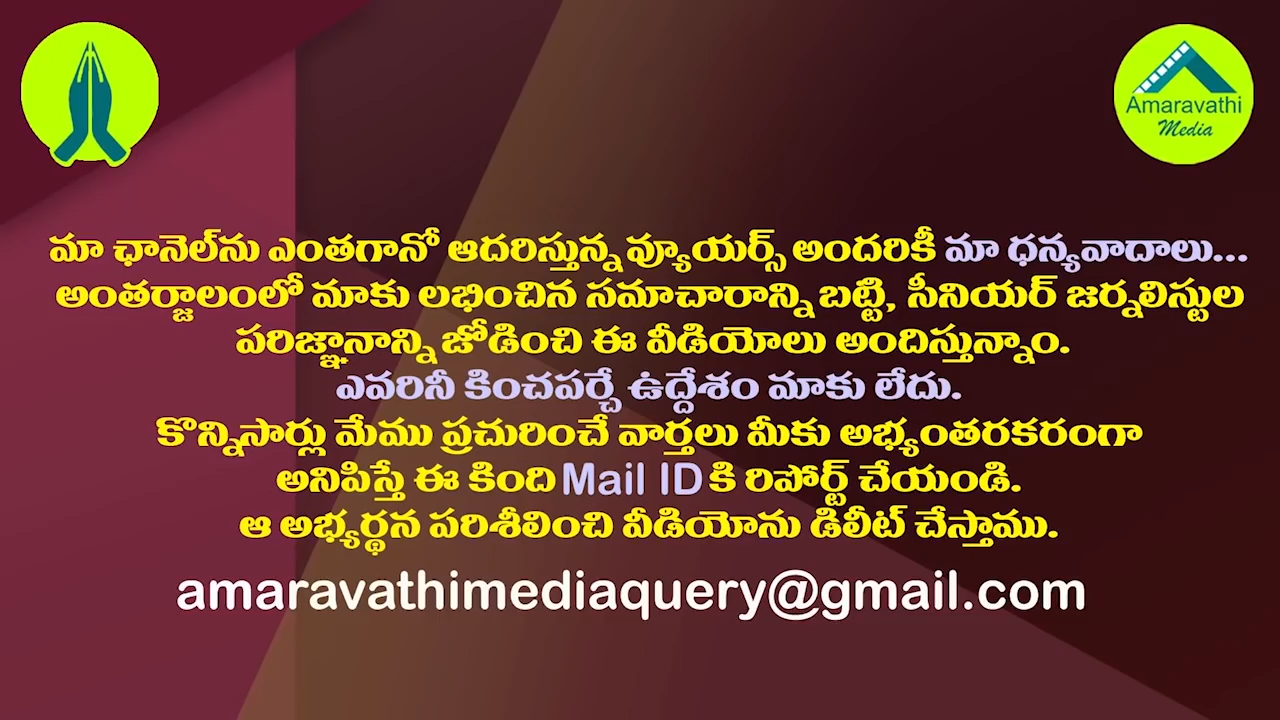 Amaravathi
Media
మా ఛానెల్‌ను ఎంతగానో ఆదరిస్తున్న వ్యూయర్స్ అందరికీ మా ధన్యవాదాలు...
అంతర్జాలంలో మాకు లభించిన సమాచారాన్ని బట్టి, సీనియర్ జర్నలిస్టుల
పరిజ్ఞానాన్ని జోడించి ఈ వీడియోలు అందిస్తున్నాం.
ఎవరినీ కించపర్చే ఉద్దేశం మాకు లేదు.
కొన్నిసార్లు మేము ప్రచురించే వార్తలు మీకు అభ్యంతరకరంగా
అనిపిస్తే ఈ కింది Mail ID కి రిపోర్ట్ చేయండి.
ఆ అభ్యర్థన పరిశీలించి వీడియోను డిలీట్ చేస్తాము.
amaravathimediaquery@gmail.com